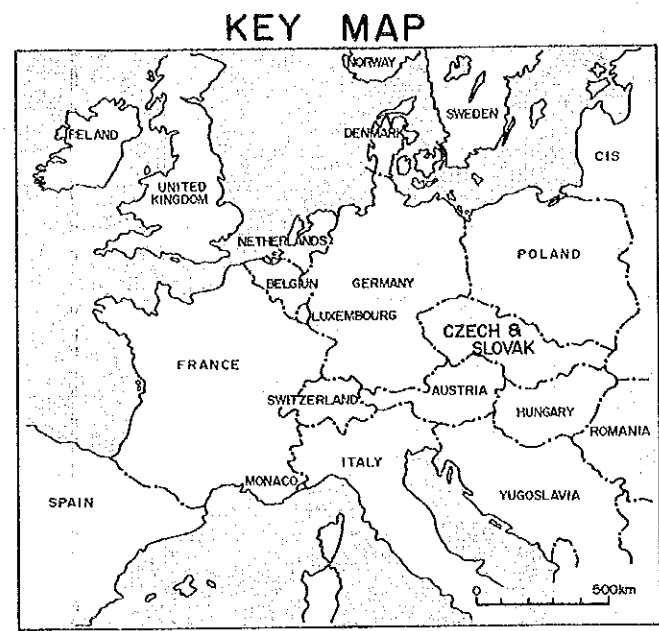 KEY MAP
NORWAY
SWEDEN
DENMARK
IRELAND
CIS
UNITED
KINGDOM
NETHERLANDS
POLAND
BELGIUN
GERMANY
LUXEMBOURG
CZECH &
SLOVAK
FRANCE
AUSTRIA
SWITZERLAND
HUNGARY
ROMANIA
ITALY
MONACO
YUGOSLAVIA
SPAIN
0 500km